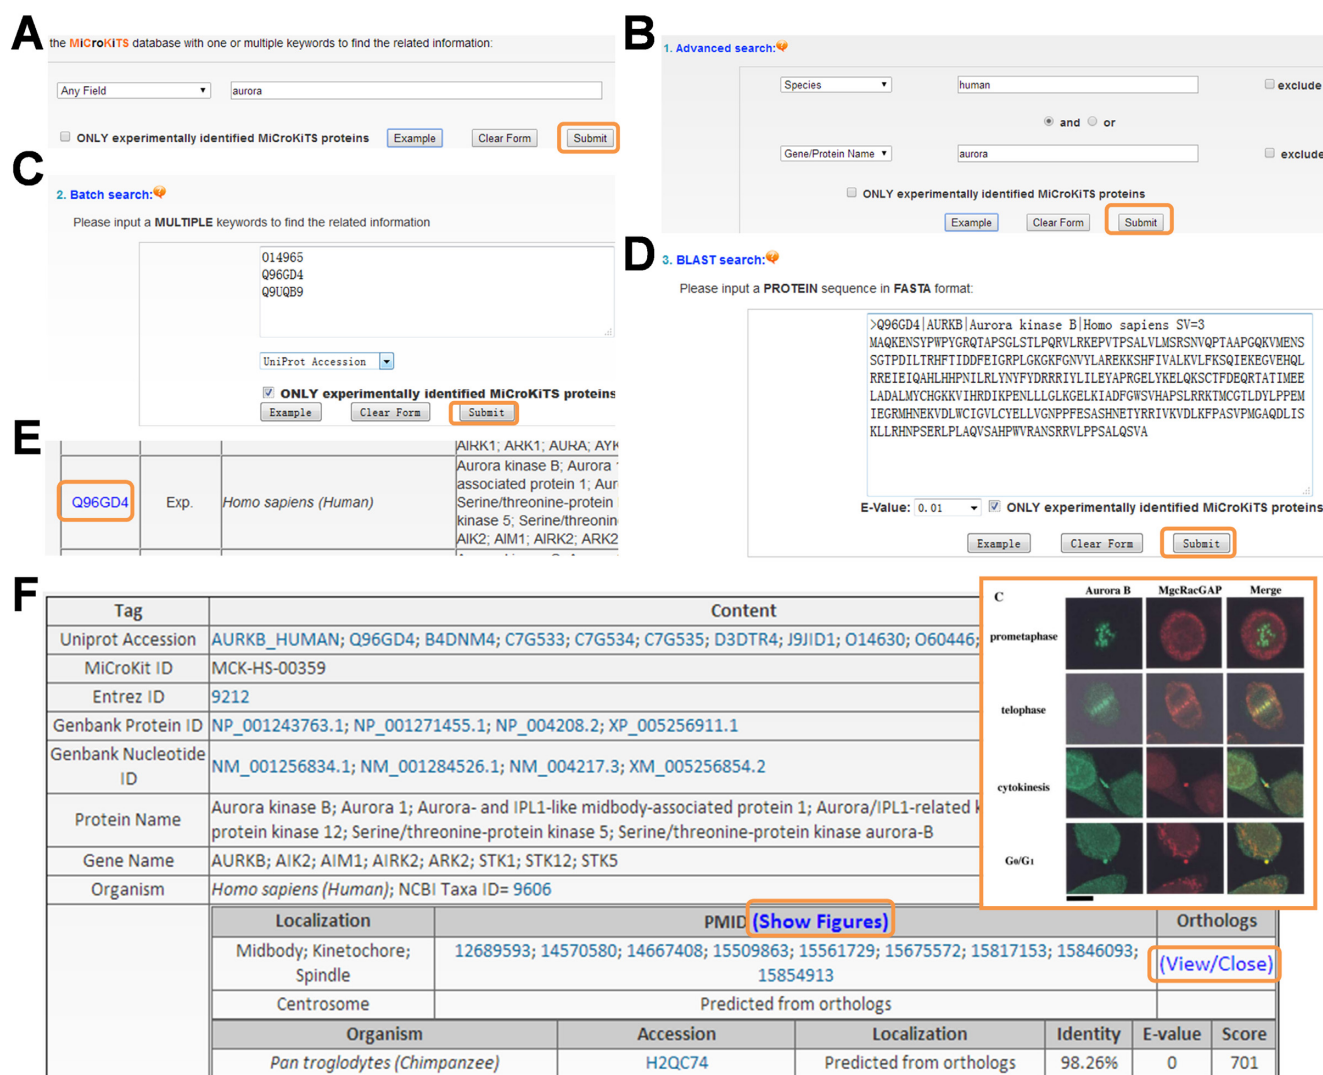 A
the MiCroKiTS database with one or multiple keywords to find the related information:
Any Field
aurora
ONLY experimentally identified MiCroKiTS proteins
Example
Clear Form
Submit
B
1. Advanced search:
Species
human
exclude
and or
Gene/Protein Name
aurora
exclude
ONLY experimentally identified MiCroKiTS proteins
Example
Clear Form
Submit
C
2. Batch search:
Please input a MULTIPLE keywords to find the related information
O14965
Q96GD4
Q9UQB9
UniProt Accession
ONLY experimentally identified MiCroKiTS proteins
Example
Clear Form
Submit
D
3. BLAST search:
Please input a PROTEIN sequence in FASTA format:
>Q96GD4|AURKB|Aurora kinase B|Homo sapiens SV=3
MAQKENSYPWPYGRQTAPSGLSTLPQRVLRKEPVTPSALVLMSRSNVQPTAAPGQKVMENS
SGTPDILTRHFTIDDFEIGRPLGKGKFGNVYLAREKKSHFIVALKVLFKSQIEKEGVEHQL
RREIEIQAHLHHPNILRLYNYFYDRRRIYLILEYAPRGELYKELQKSCTFDEQRTATIMEE
LADALMYCHGKKVIHRDIKPENLLLGLKGELKIADFGWSVHAPSLRRKTMCGTLDYLPPEM
IEGRMHNEKVDLWCIGVLCYELLVGNPPFESASHNETYRRIVKVDLKFPASVPMGAQDLIS
KLLRHNPSERLPLAQVSAHPWVRANSRRVLPPSALQSVA
E-Value: 0.01
ONLY experimentally identified MiCroKiTS proteins
Example
Clear Form
Submit
E
AIRK1; ARK1; AURA; AYK
Q96GD4
Exp.
Homo sapiens (Human)
Aurora kinase B; Aurora
associated protein 1; Aur
Serine/threonine-protein
kinase 5; Serine/threonin
AIK2; AIM1; AIRK2; ARK2
F
Tag Content
Uniprot Accession AURKB_HUMAN; Q96GD4; B4DNM4; C7G533; C7G534; C7G535; D3DTR4; J9JID1; O14630; O60446;
MiCroKit ID MCK-HS-00359
Entrez ID 9212
Genbank Protein ID NP_001243763.1; NP_001271455.1; NP_004208.2; XP_005256911.1
Genbank Nucleotide
ID
NM_001256834.1; NM_001284526.1; NM_004217.3; XM_005256854.2
Protein Name
Aurora kinase B; Aurora 1; Aurora- and IPL1-like midbody-associated protein 1; Aurora/IPL1-related k
protein kinase 12; Serine/threonine-protein kinase 5; Serine/threonine-protein kinase aurora-B
Gene Name AURKB; AIK2; AIM1; AIRK2; ARK2; STK1; STK12; STK5
Organism Homo sapiens (Human); NCBI Taxa ID= 9606
Localization PMID (Show Figures) Orthologs
Midbody; Kinetochore;
Spindle
12689593; 14570580; 14667408; 15509863; 15561729; 15675572; 15817153; 15846093;
15854913
(View/Close)
Centrosome Predicted from orthologs
Organism Accession Localization Identity E-value Score
Pan troglodytes (Chimpanzee) H2QC74 Predicted from orthologs 98.26% 0 701
C
Aurora B MgcRacGAP Merge
prometaphase
telophase
cytokinesis
G0/G1